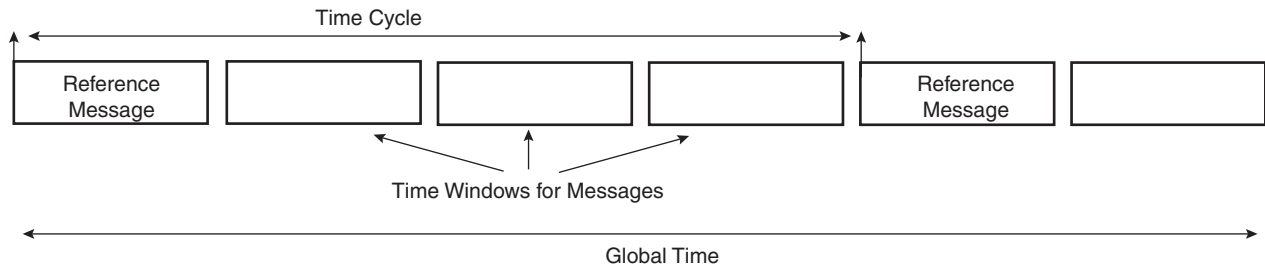 Time Cycle
Reference
Message
Reference
Message
Time Windows for Messages
Global Time